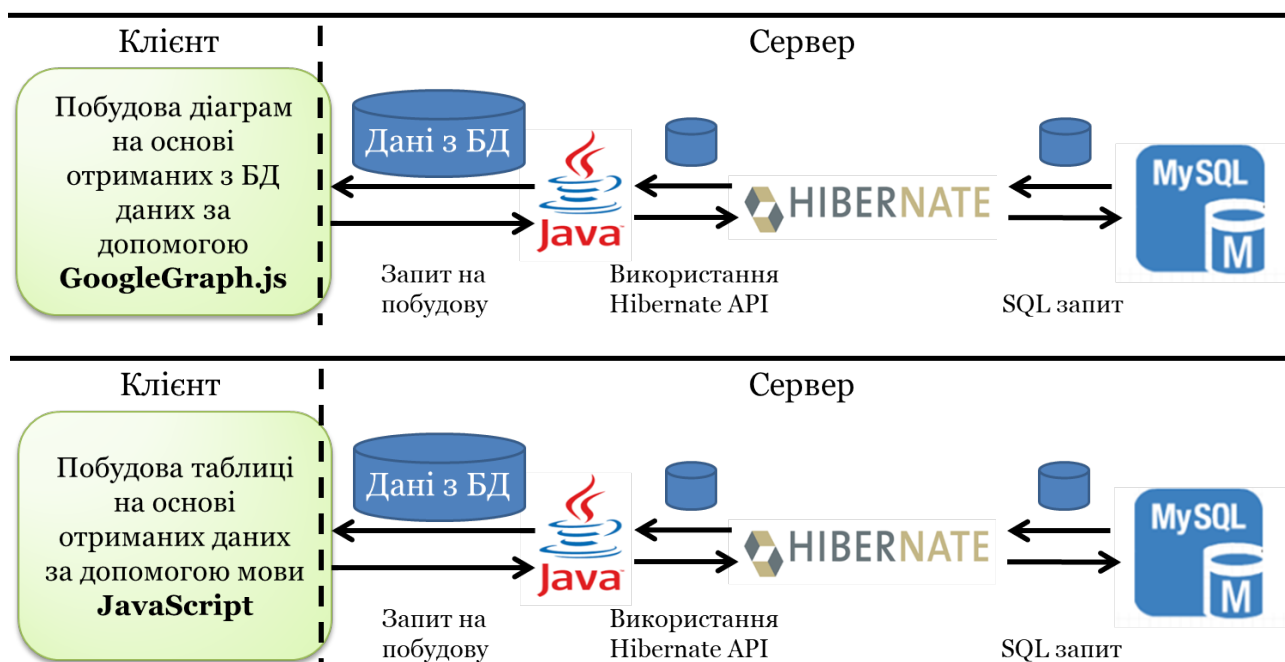 Клієнт
Сервер
Побудова діаграм
на основі
отриманих з БД
даних за
допомогою
GoogleGraph.js
Дані з БД
Java
HIBERNATE
MySQL
M
Запит на
побудову
Використання
Hibernate API
SQL запит
Клієнт
Сервер
Побудова таблиці
на основі
отриманих даних
за допомогою мови
JavaScript
Дані з БД
Java
HIBERNATE
MySQL
M
Запит на
побудову
Використання
Hibernate API
SQL запит